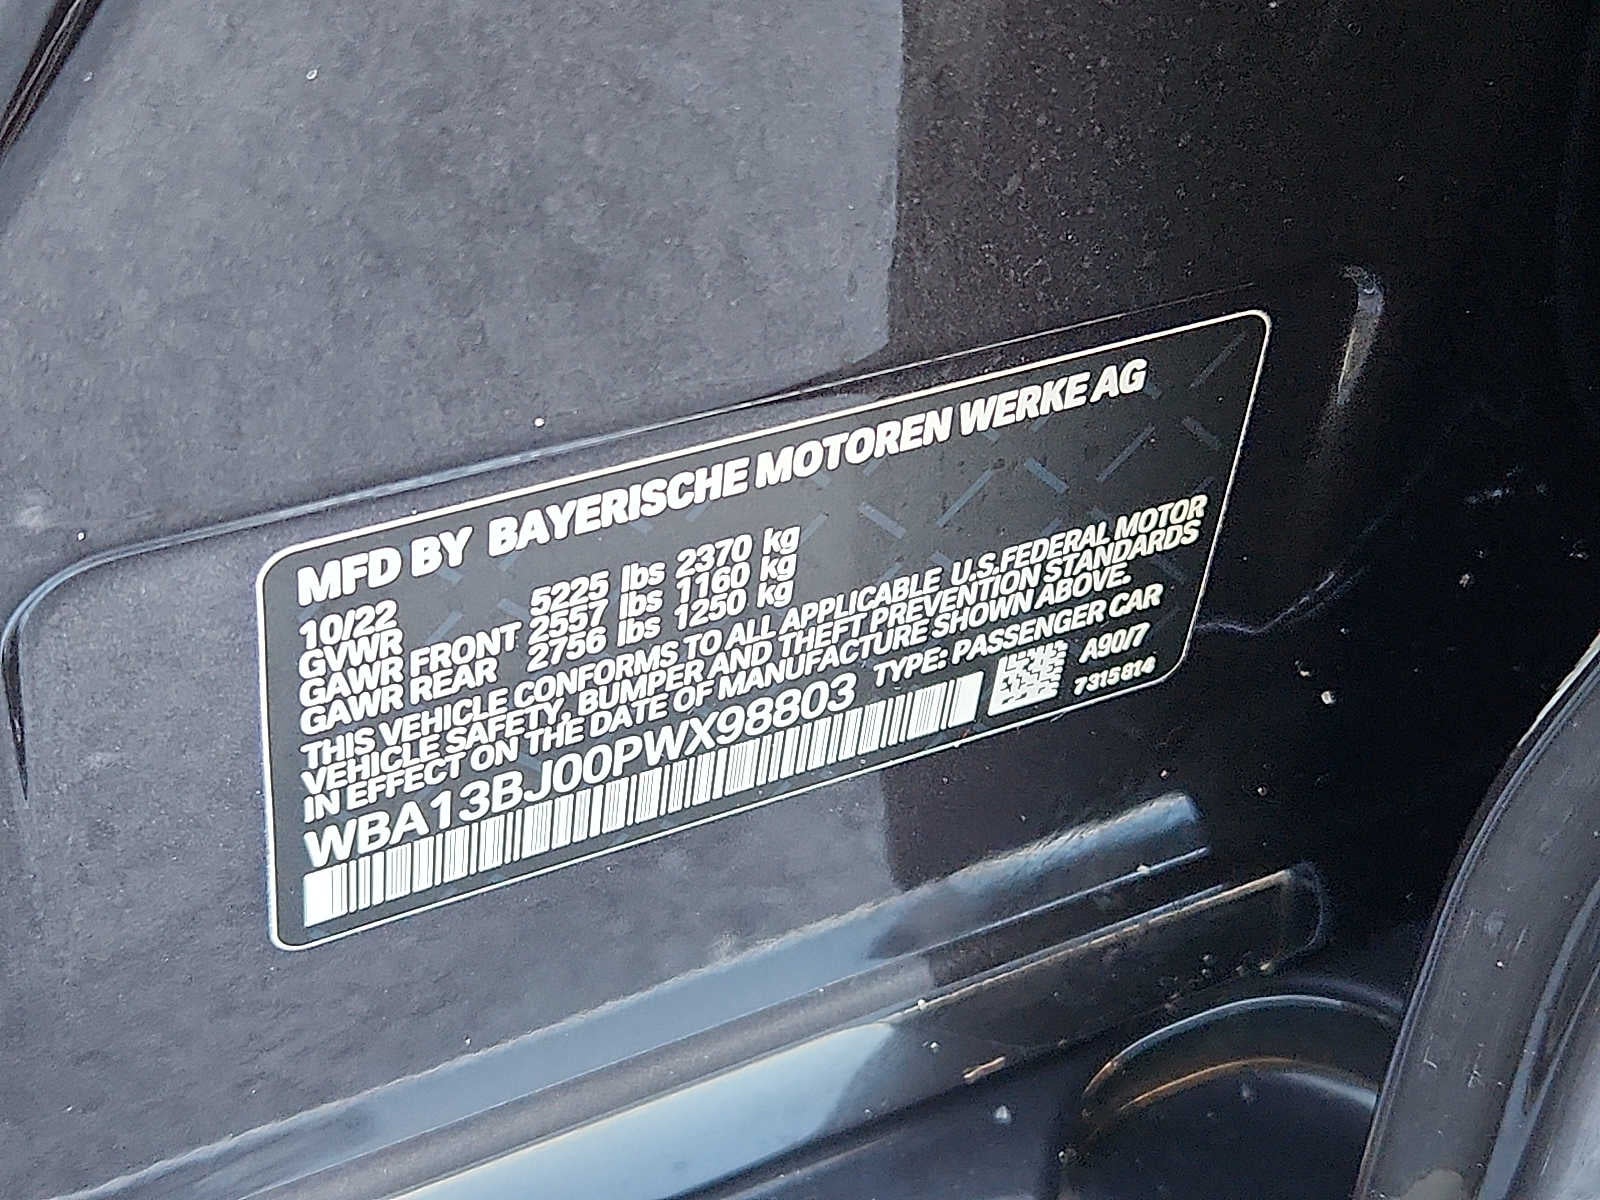 MFD BY BAYERISCHE MOTOREN WERKE AG
10/22
GVWR 5225 lbs 2370 kg
GAWR FRONT 2557 lbs 1160 kg
GAWR REAR 2756 lbs 1250 kg
THIS VEHICLE CONFORMS TO ALL APPLICABLE U.S.FEDERAL MOTOR
VEHICLE SAFETY, BUMPER AND THEFT PREVENTION STANDARDS
IN EFFECT ON THE DATE OF MANUFACTURE SHOWN ABOVE.
WBA13BJ00PWX98803 TYPE: PASSENGER CAR
A90/7
7315814